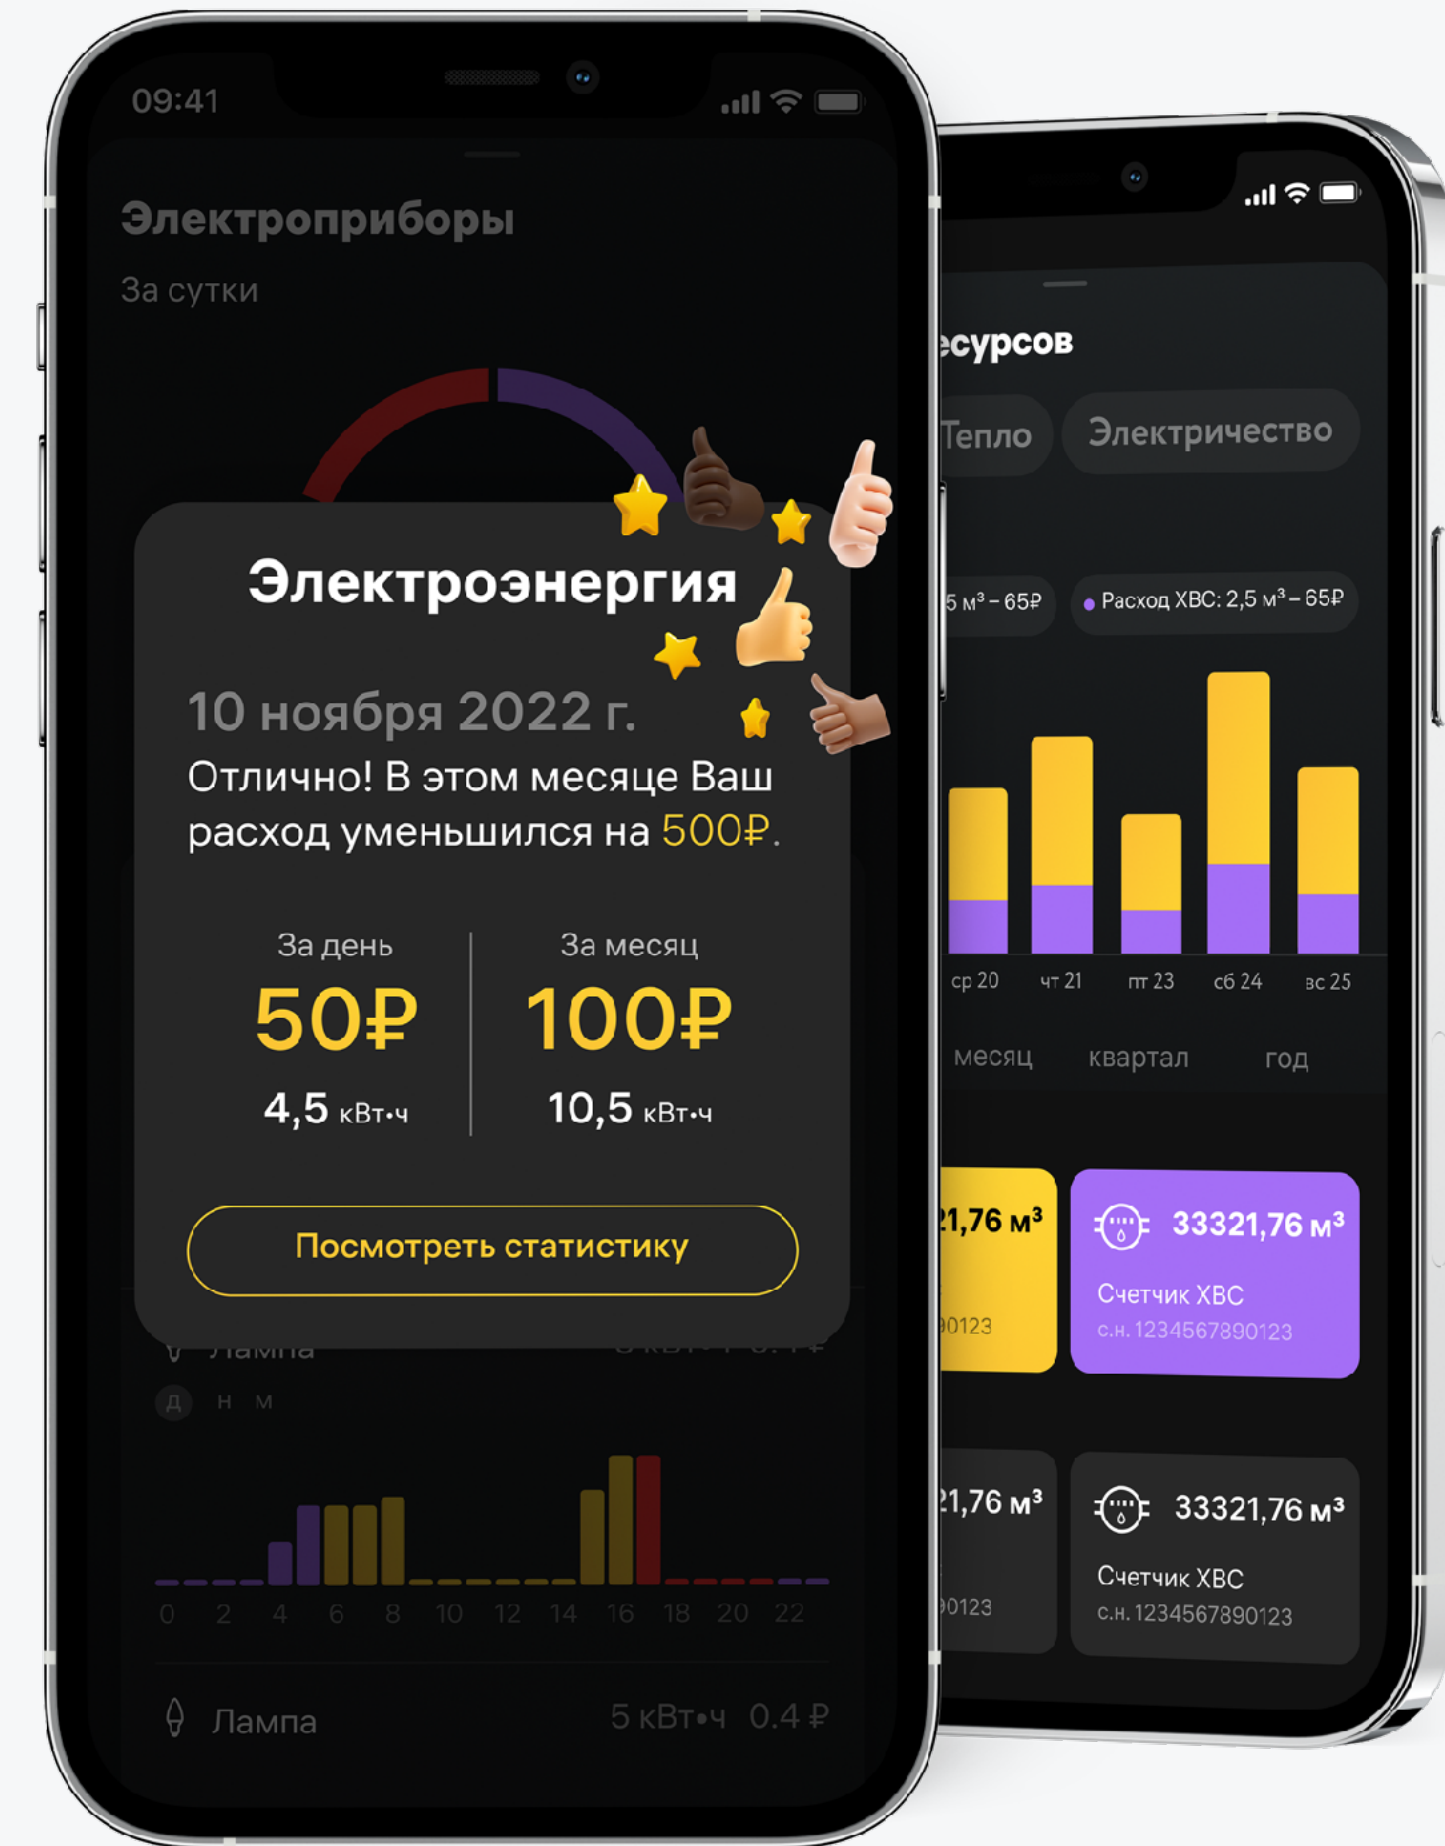 09:41
Электроприборы
За сутки
Электроэнергия
10 ноября 2022 г.
Отлично! В этом месяце Ваш
расход уменьшился на 500₽.
За день
За месяц
50₽
100₽
4,5 кВт•ч
10,5 кВт•ч
Посмотреть статистику
Лампа
Д Н М
0 2 4 6 8 10 12 14 16 18 20 22
Лампа
5 кВт•ч 0.4 ₽
есурсов
Тепло
Электричество
5 м³ – 65₽
Расход ХВС: 2,5 м³ – 65₽
ср 20 чт 21 пт 23 сб 24 вс 25
месяц квартал год
21,76 м³
90123
33321,76 м³
Счетчик ХВС
с.н. 1234567890123
21,76 м³
90123
33321,76 м³
Счетчик ХВС
с.н. 1234567890123